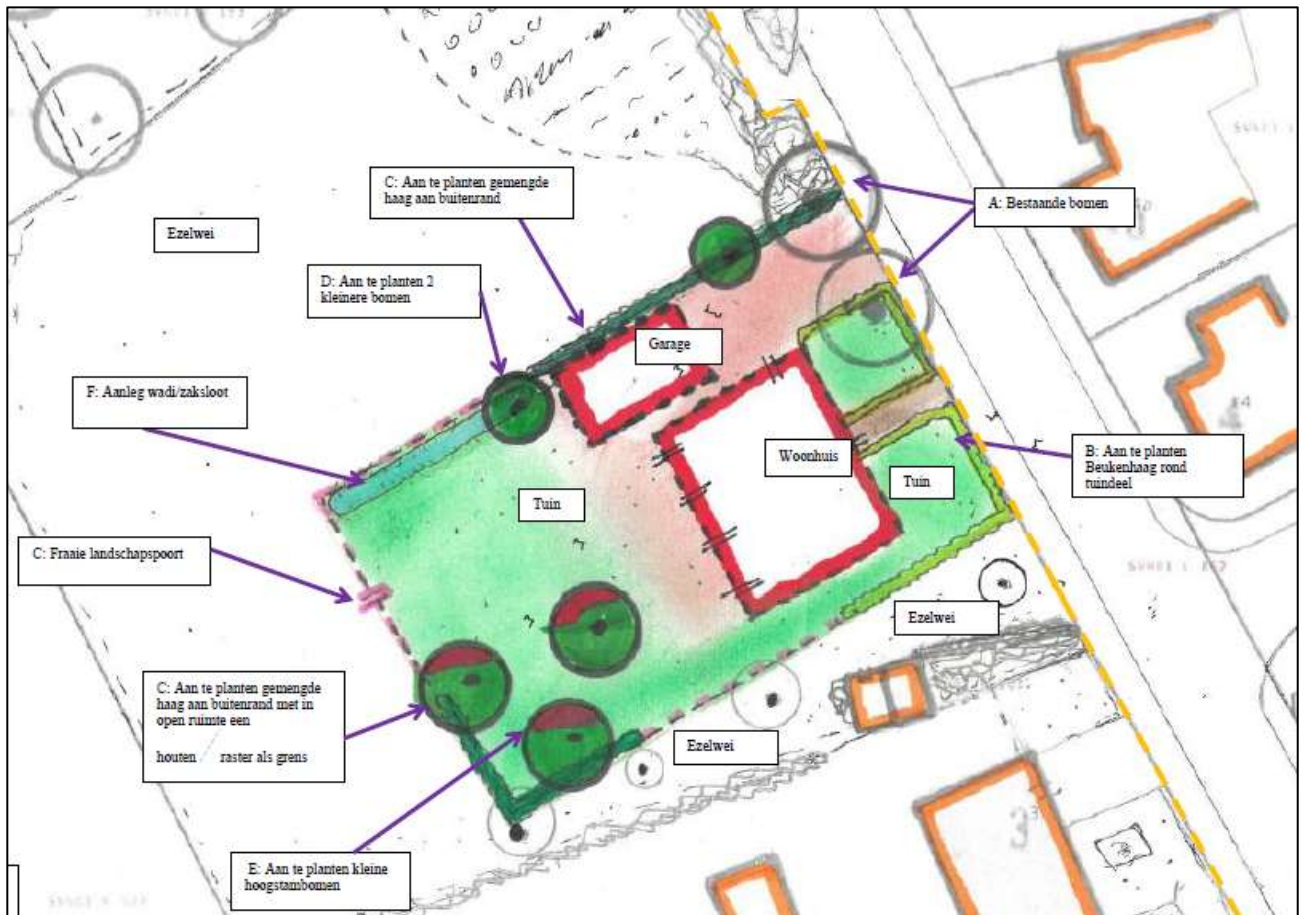 C: Aan te planten gemengde
haag aan buitenrand
A: Bestaande bomen
Ezelwei
D: Aan te planten 2
kleinere bomen
Garage
F: Aanleg wadi/zaksloot
Woonhuis
B: Aan te planten
Beukenhaag rond
tuindeel
Tuin
Tuin
C: Fraaie landschapspoort
Ezelwei
C: Aan te planten gemengde
haag aan buitenrand met in
open ruimte een
houten raster als grens
Ezelwei
3
E: Aan te planten kleine
hoogstambomen